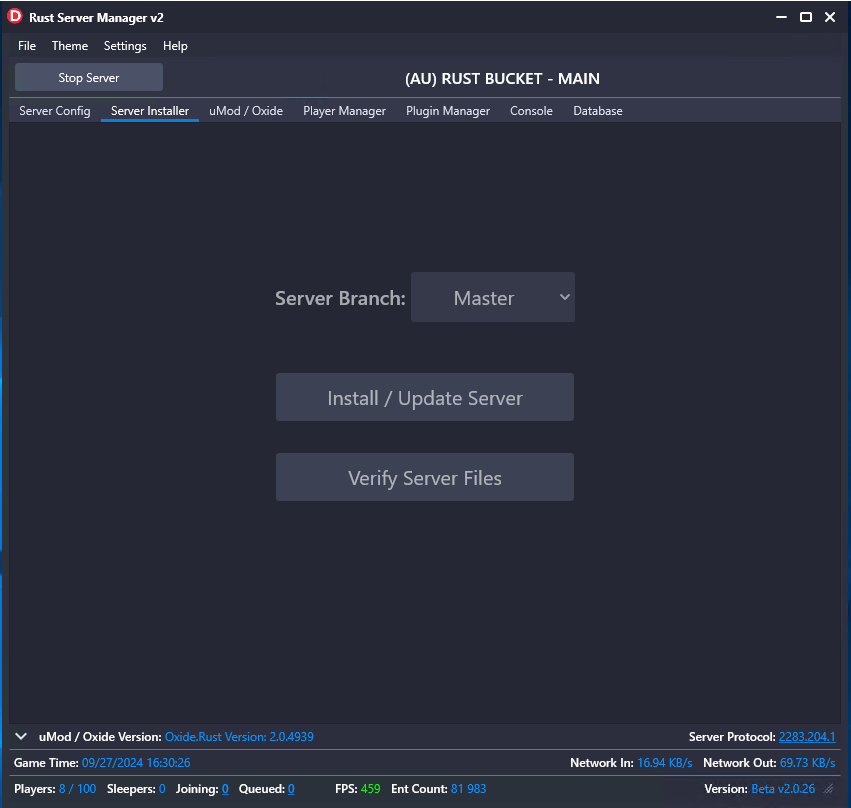 D Rust Server Manager v2
File Theme Settings Help
Stop Server (AU) RUST BUCKET - MAIN
Server Config Server Installer uMod / Oxide Player Manager Plugin Manager Console Database
Server Branch: Master
Install / Update Server
Verify Server Files
uMod / Oxide Version: Oxide.Rust Version: 2.0.4939 Server Protocol: 2283.204.1
Game Time: 09/27/2024 16:30:26 Network In: 16.94 KB/s Network Out: 69.73 KB/s
Players: 8 / 100 Sleepers: 0 Joining: 0 Queued: 0 FPS: 459 Ent Count: 81 983 Version: Beta v2.0.26